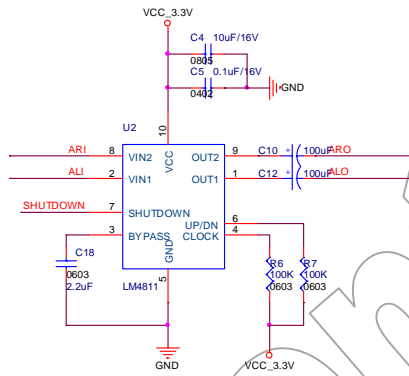 VCC_3.3V
C4 10uF/16V
0805
C5 0.1uF/16V
0402
GND
U2
10
VCC
ARI 8 VIN2 OUT2 9 C10 + 100uF ARO
ALI 2 VIN1 OUT1 1 C12 + 100uF ALO
SHUTDOWN 7 SHUTDOWN
UP/DN 6
3 BYPASS CLOCK 4
GND
5
C18
0603
2.2uF
LM4811
R6 R7
100K 100K
0603 0603
GND
VCC_3.3V